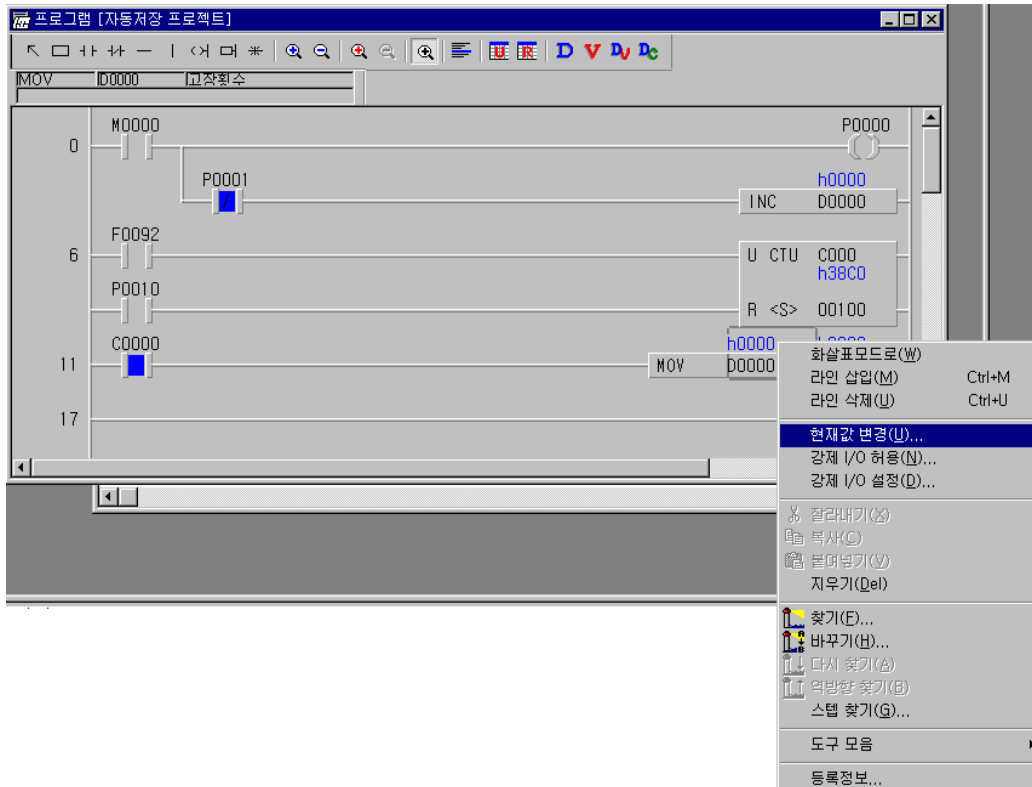 프로그램 [자동저장 프로젝트]
U R D V DV DC
MOV D0000 고장횟수
M0000 P0000
0
P0001 h0000
INC D0000
F0092
6 U CTU C000
h38C0
P0010
R <S> 00100
C0000 h0000
11 MOV D0000
17
화살표모드로(W)
라인 삽입(M) Ctrl+M
라인 삭제(U) Ctrl+U
현재값 변경(U)...
강제 I/O 허용(N)...
강제 I/O 설정(D)...
잘라내기(X)
복사(C)
붙여넣기(V)
지우기(Del)
찾기(F)...
바꾸기(H)...
다시 찾기(A)
역방향 찾기(B)
스텝 찾기(G)...
도구 모음
등록정보...